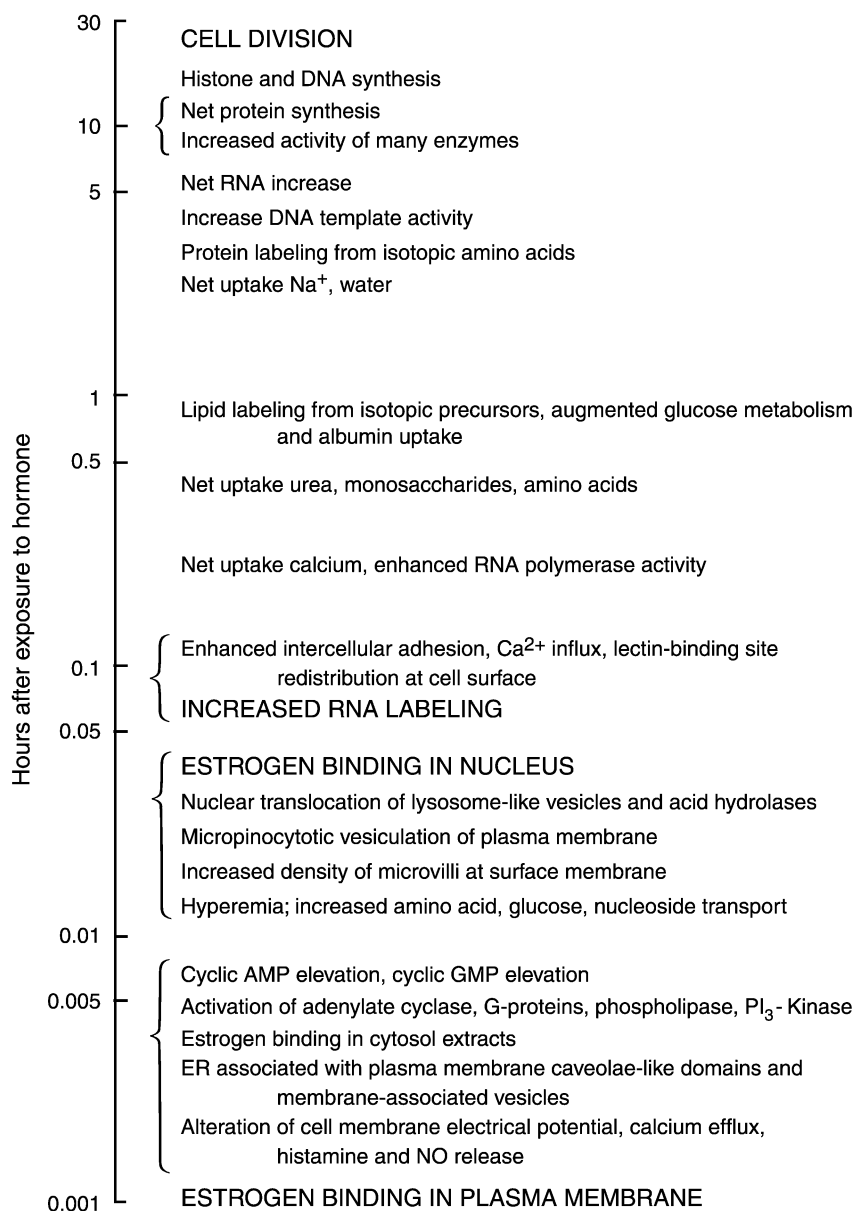 30
CELL DIVISION
Histone and DNA synthesis
Net protein synthesis
10
Increased activity of many enzymes
Net RNA increase
5
Increase DNA template activity
Protein labeling from isotopic amino acids
Net uptake Na⁺, water
1
Lipid labeling from isotopic precursors, augmented glucose metabolism
and albumin uptake
0.5
Net uptake urea, monosaccharides, amino acids
Net uptake calcium, enhanced RNA polymerase activity
Enhanced intercellular adhesion, Ca²⁺ influx, lectin-binding site
0.1
redistribution at cell surface
INCREASED RNA LABELING
0.05
ESTROGEN BINDING IN NUCLEUS
Nuclear translocation of lysosome-like vesicles and acid hydrolases
Micropinocytotic vesiculation of plasma membrane
Increased density of microvilli at surface membrane
Hyperemia; increased amino acid, glucose, nucleoside transport
0.01
Cyclic AMP elevation, cyclic GMP elevation
0.005
Activation of adenylate cyclase, G-proteins, phospholipase, PI₃- Kinase
Estrogen binding in cytosol extracts
ER associated with plasma membrane caveolae-like domains and
membrane-associated vesicles
Alteration of cell membrane electrical potential, calcium efflux,
histamine and NO release
0.001
ESTROGEN BINDING IN PLASMA MEMBRANE
Hours after exposure to hormone